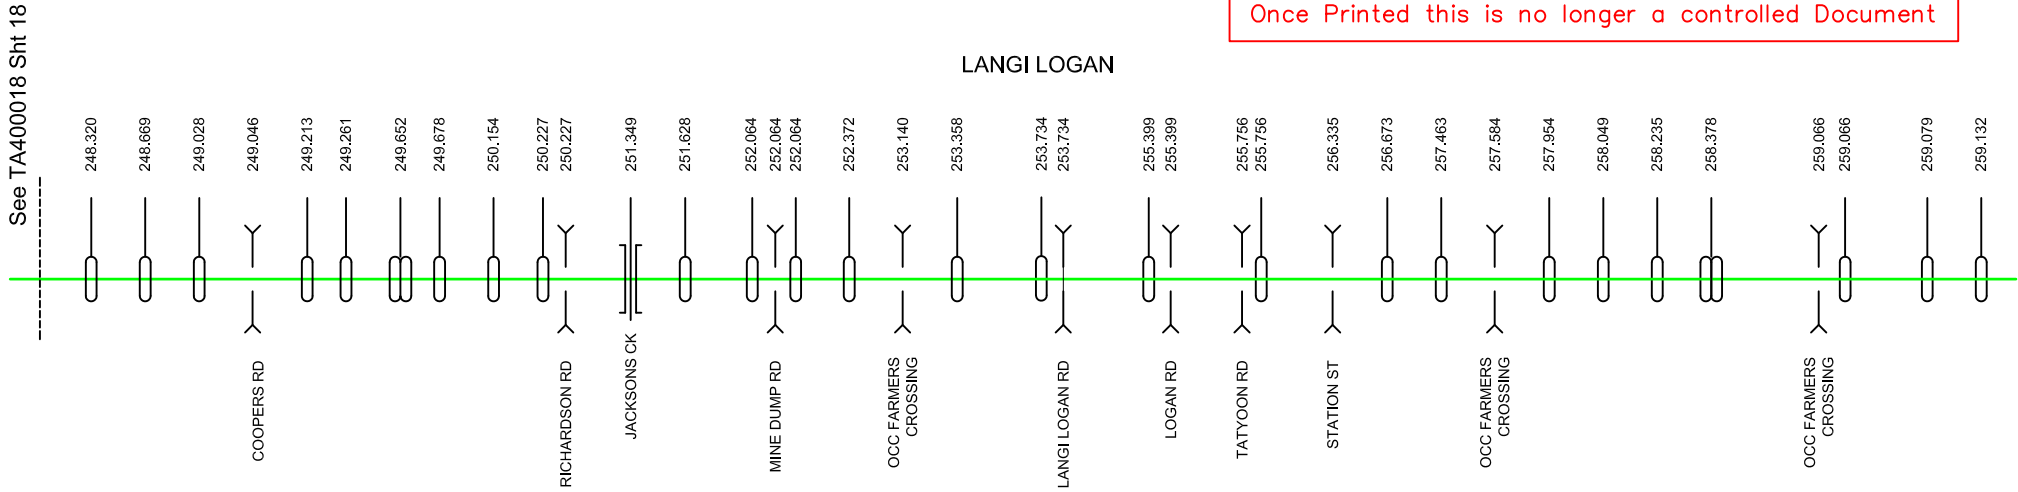 Once Printed this is no longer a controlled Document
See TA400018 Sht 18
LANGI LOGAN
248.320
248.669
249.028
249.046
249.213
249.261
249.652
249.678
250.154
250.227
250.227
251.349
251.628
252.064
252.064
252.064
252.372
253.140
253.358
253.734
253.734
255.399
255.399
255.756
255.756
256.335
256.673
257.463
257.584
257.954
258.049
258.235
258.378
259.066
259.066
259.079
259.132
COOPERS RD
RICHARDSON RD
JACKSONS CK
MINE DUMP RD
OCC FARMERS
CROSSING
LANGI LOGAN RD
LOGAN RD
TATYOON RD
STATION ST
OCC FARMERS
CROSSING
OCC FARMERS
CROSSING